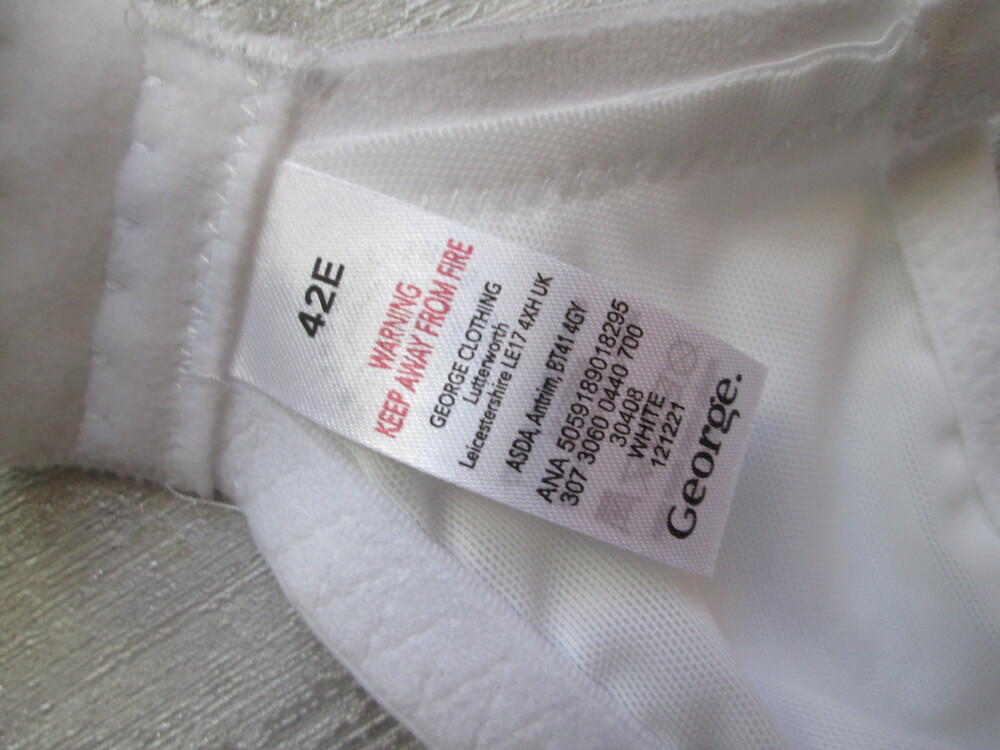 42E
WARNING
KEEP AWAY FROM FIRE
GEORGE CLOTHING
Lutterworth
Leicestershire LE17 4XH UK
ASDA, Antrim, BT41 4GY
ANA 5059189018295
307 3060 0440 700
30408
WHITE
121221
George.